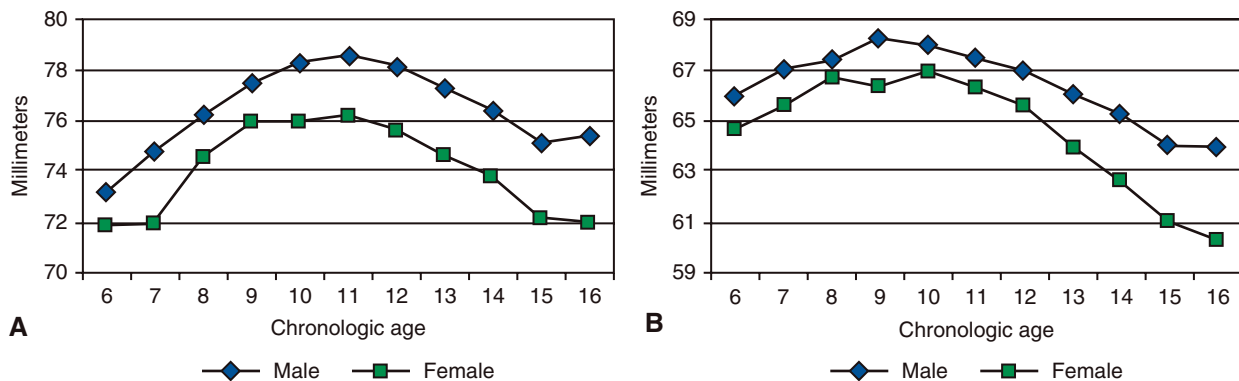 80
78
76
74
72
70
Millimeters
6 7 8 9 10 11 12 13 14 15 16
Chronologic age
A
Male Female
69
67
65
63
61
59
Millimeters
6 7 8 9 10 11 12 13 14 15 16
Chronologic age
B
Male Female